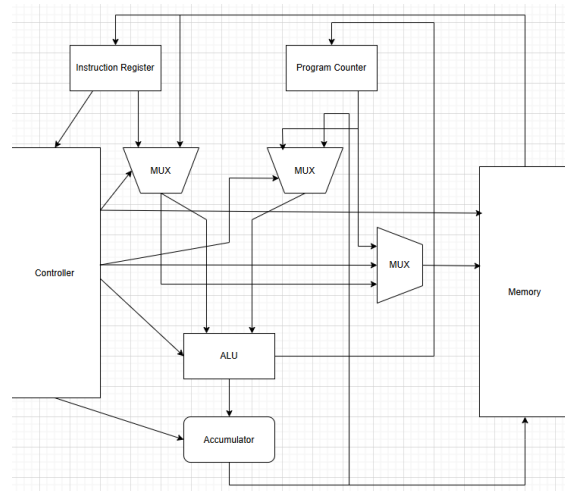 Instruction Register
Program Counter
MUX
MUX
Controller
MUX
Memory
ALU
Accumulator